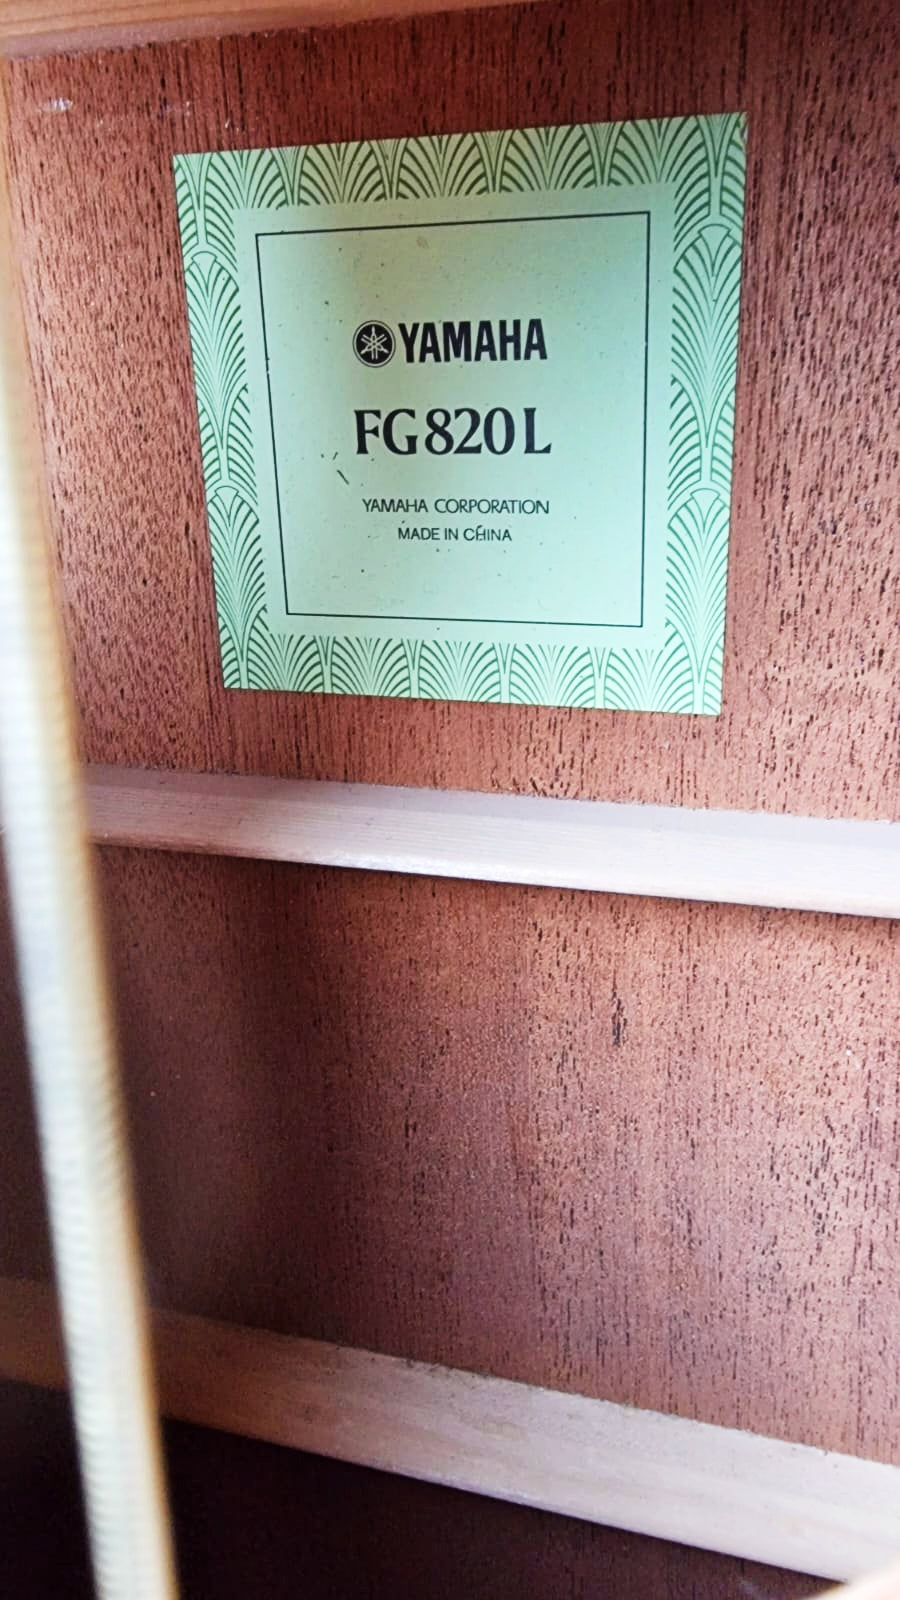 YAMAHA
FG820L
YAMAHA CORPORATION
MADE IN CHINA